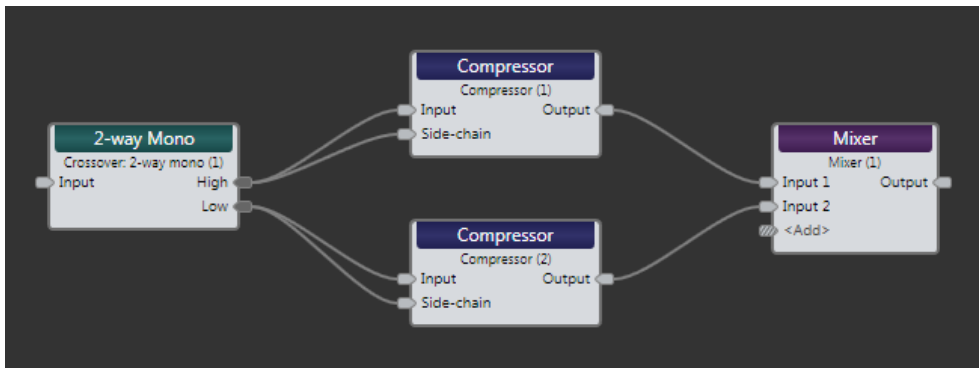 2-way Mono
Crossover: 2-way mono (1)
Input High
Low
Compressor
Compressor (1)
Input Output
Side-chain
Compressor
Compressor (2)
Input Output
Side-chain
Mixer
Mixer (1)
Input 1 Output
Input 2
<Add>